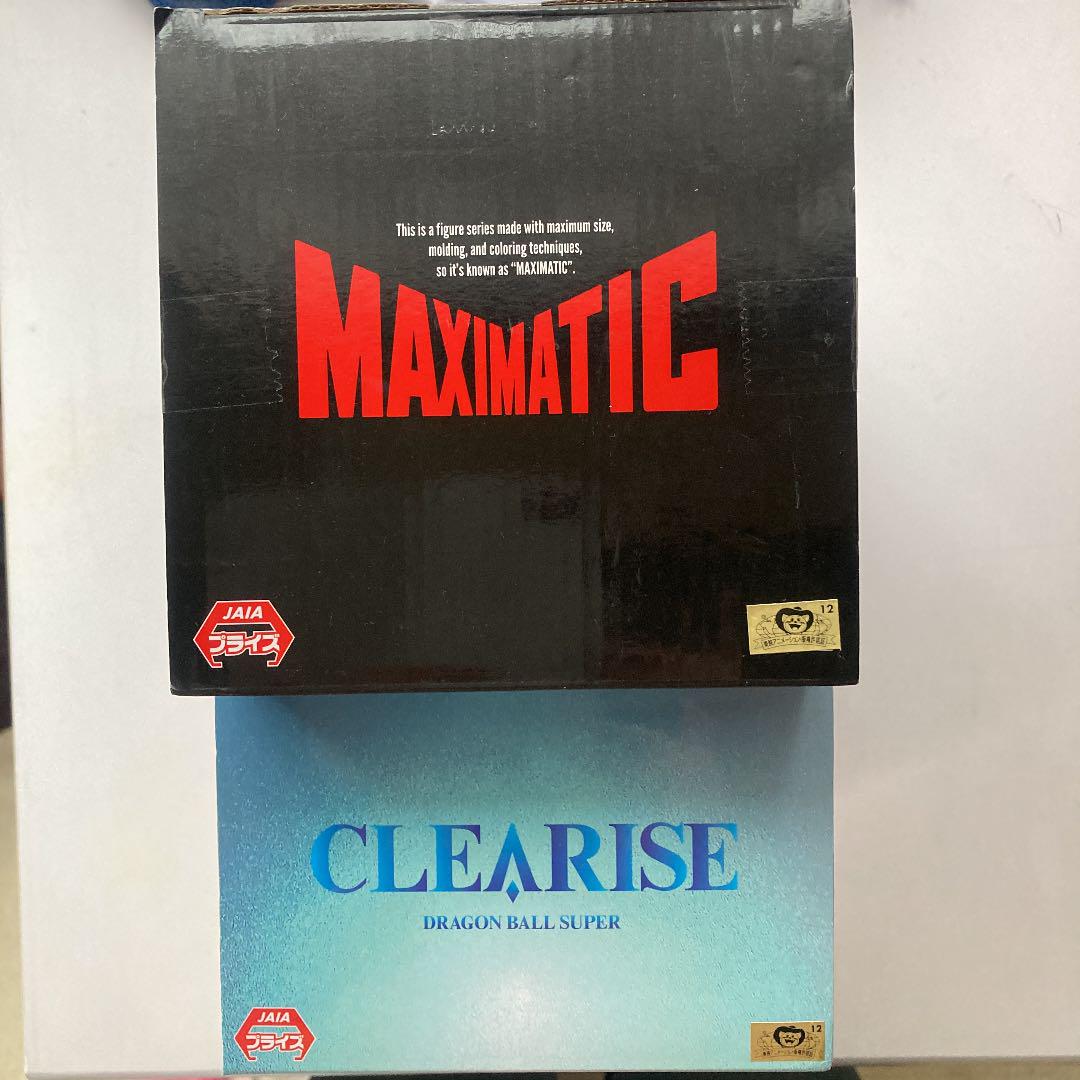 This is a figure series made with maximum size,
molding, and coloring techniques,
so it's known as "MAXIMATIC".
MAXIMATIC
JAIA
プライズ
12
CLEARISE
DRAGON BALL SUPER
JAIA
プライズ
12